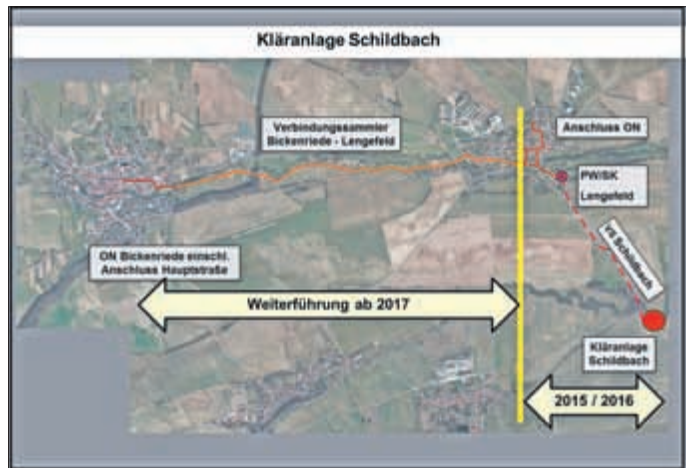 Kläranlage Schildbach
Verbindungssammler
Bickenriede - Lengefeld
Anschluss ON
PW/SK
Lengefeld
VS Schildbach
ON Bickenriede einschl.
Anschluss Hauptstraße
Weiterführung ab 2017
Kläranlage
Schildbach
2015 / 2016